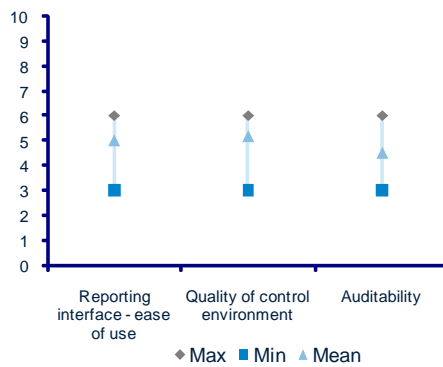 10
9
8
7
6
5
4
3
2
1
0
Reporting
interface - ease
of use
Quality of control
environment
Auditability
Max Min Mean